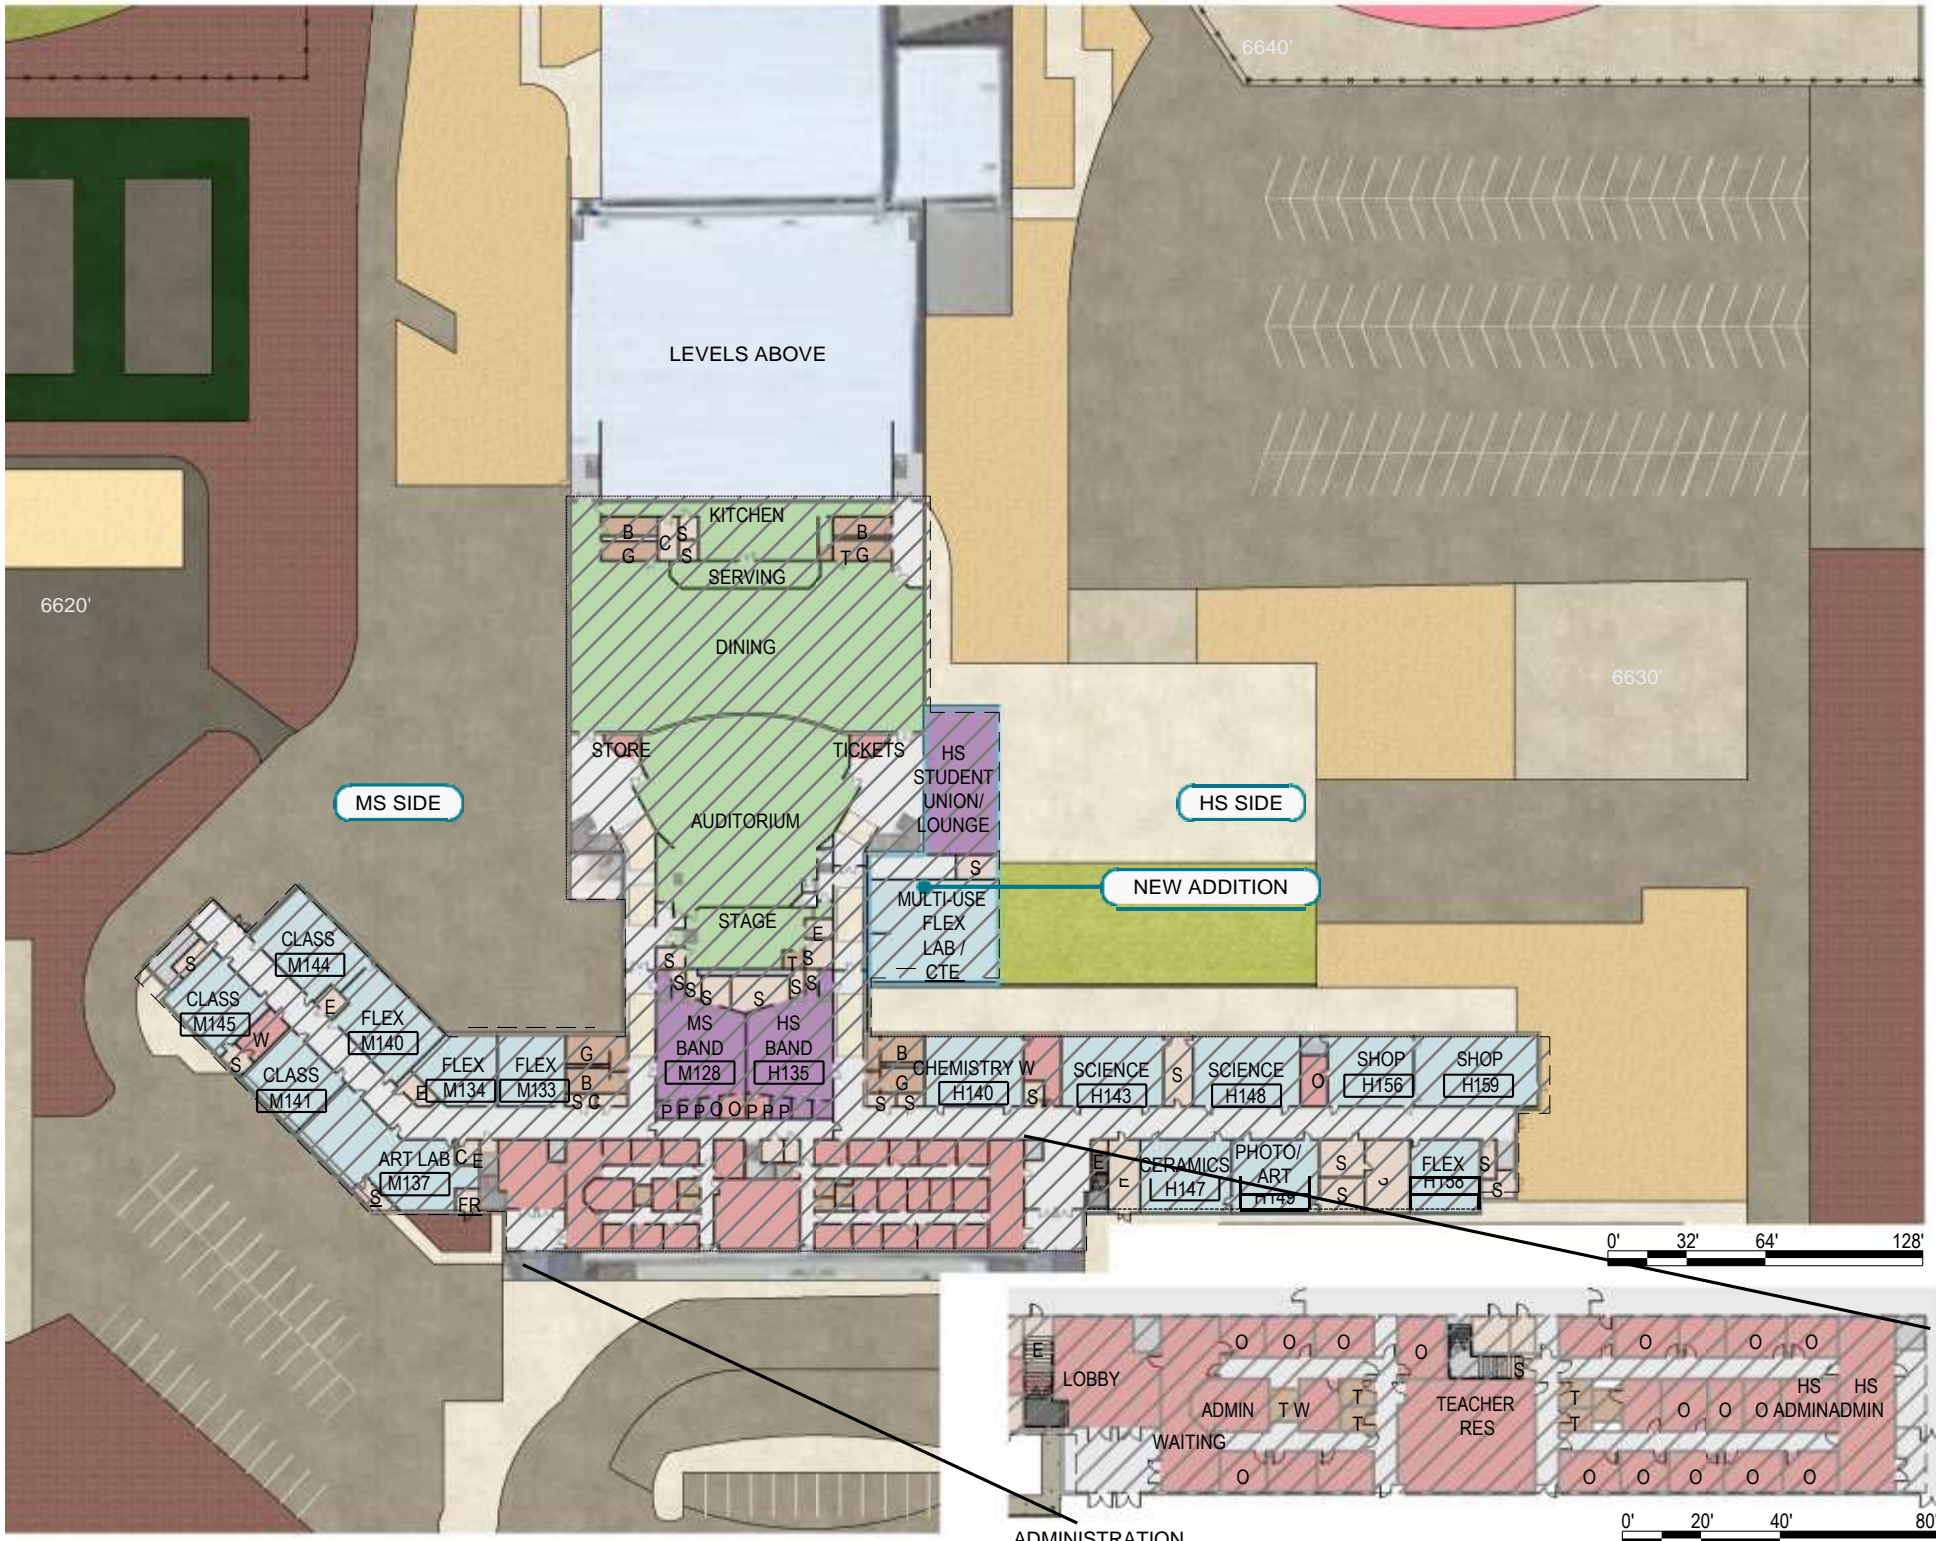 6640'
LEVELS ABOVE
KITCHEN
B
S
C
B
G
S
T G
SERVING
6620'
DINING
6630'
STORE
TICKETS
HS
STUDENT
UNION/
LOUNGE
MS SIDE
HS SIDE
AUDITORIUM
S
NEW ADDITION
MULTI-USE
FLEX
LAB /
CTE
STAGE
E
CLASS
M144
S
S
T
S
S
S
S
S
S
S
S
CLASS
M145
E
FLEX
M140
MS
BAND
M128
HS
BAND
H135
W
S
G
B
FLEX
M134
FLEX
M133
E
B
S C
G
S
S
CHEMISTRY W
H140
S
SCIENCE
H143
S
SCIENCE
H148
O
SHOP
H156
SHOP
H159
CLASS
M141
P P P O O P P P
ART LAB
M137
C
E
S
FR
E
E
CERAMICS
H147
PHOTO/
ART
H149
S
S
FLEX
H158
S
S
0' 32' 64' 128'
O O O
O
S
O O O
E
LOBBY
ADMIN
T W
T
T
WAITING
TEACHER
RES
T
T
O O O
HS
ADMIN
HS
ADMIN
O
O O O O O
0' 20' 40' 80'
ADMINISTRATION